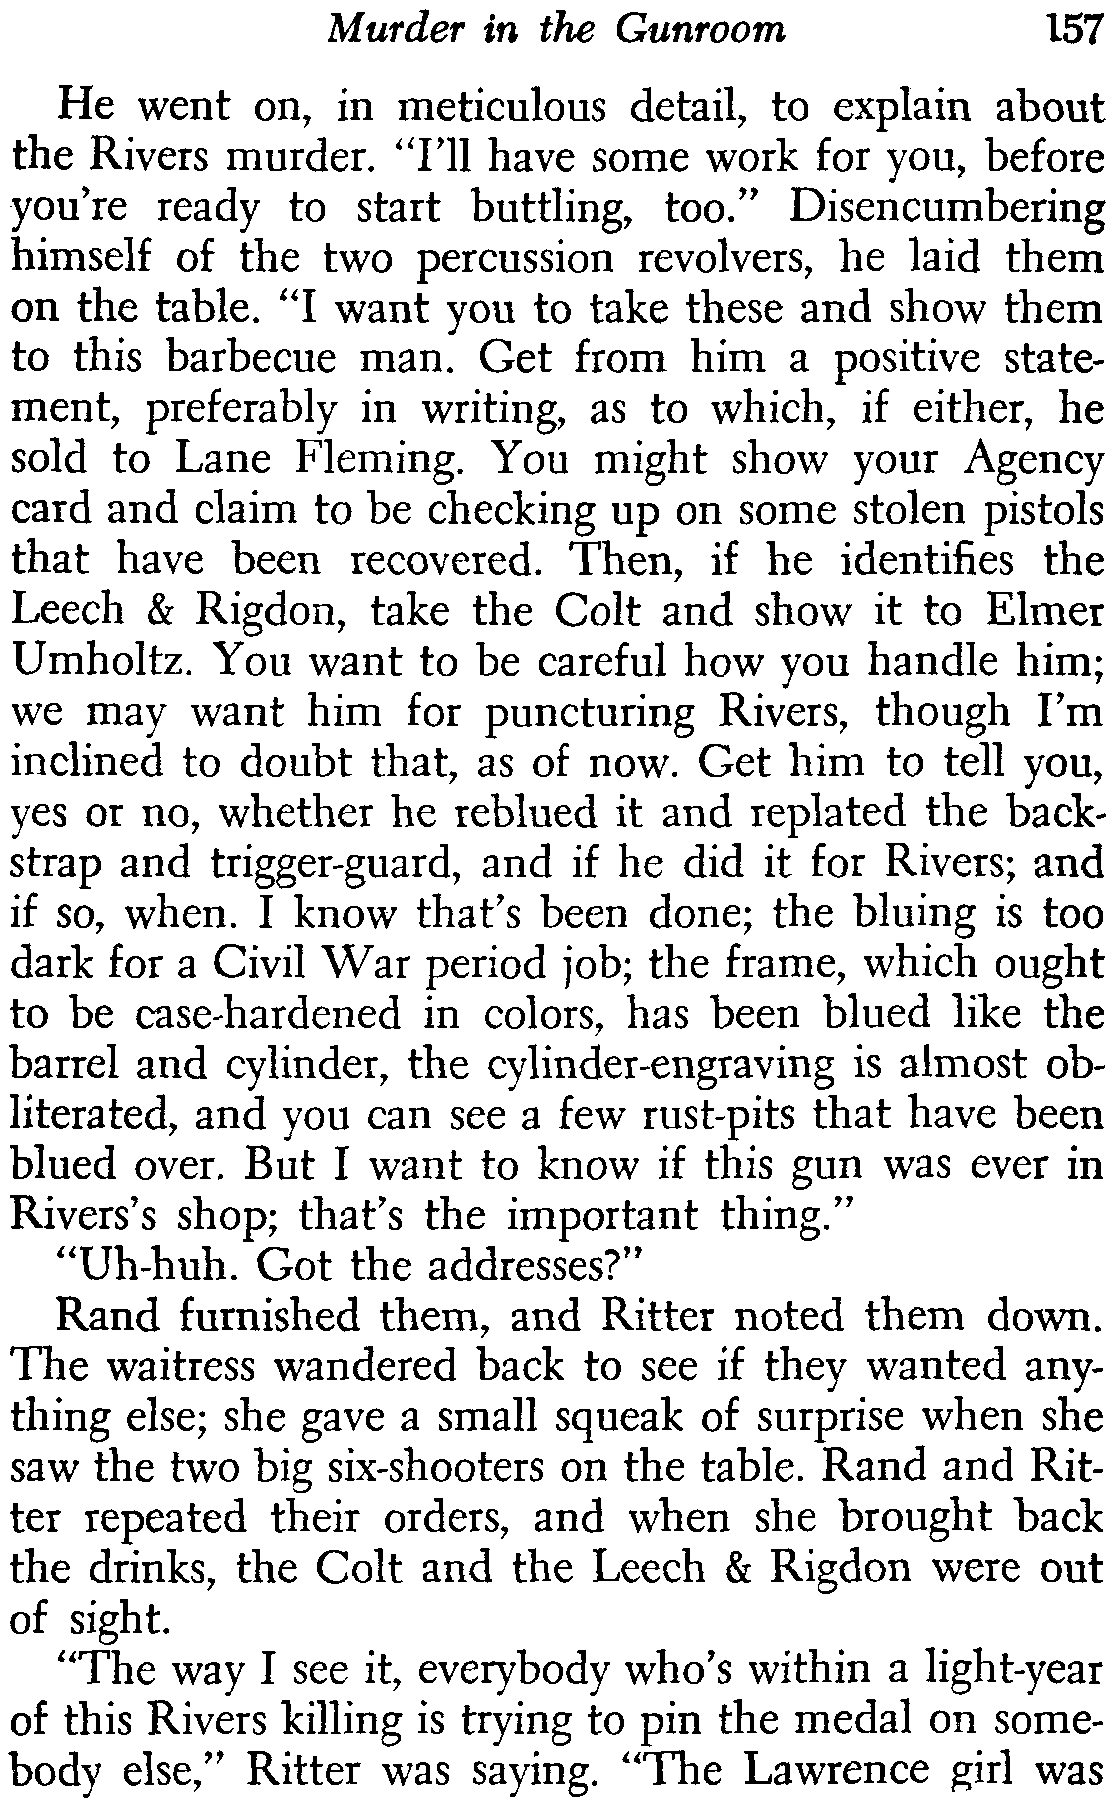 Murder in the Gunroom 157
He went on, in meticulous detail, to explain about
the Rivers murder. "I'll have some work for you, before
you're ready to start buttling, too." Disencumbering
himself of the two percussion revolvers, he laid them
on the table. "I want you to take these and show them
to this barbecue man. Get from him a positive state-
ment, preferably in writing, as to which, if either, he
sold to Lane Fleming. You might show your Agency
card and claim to be checking up on some stolen pistols
that have been recovered. Then, if he identifies the
Leech & Rigdon, take the Colt and show it to Elmer
Umholtz. You want to be careful how you handle him;
we may want him for puncturing Rivers, though I'm
inclined to doubt that, as of now. Get him to tell you,
yes or no, whether he reblued it and replated the back-
strap and trigger-guard, and if he did it for Rivers; and
if so, when. I know that's been done; the bluing is too
dark for a Civil War period job; the frame, which ought
to be case-hardened in colors, has been blued like the
barrel and cylinder, the cylinder-engraving is almost ob-
literated, and you can see a few rust-pits that have been
blued over. But I want to know if this gun was ever in
Rivers's shop; that's the important thing."
"Uh-huh. Got the addresses?"
Rand furnished them, and Ritter noted them down.
The waitress wandered back to see if they wanted any-
thing else; she gave a small squeak of surprise when she
saw the two big six-shooters on the table. Rand and Rit-
ter repeated their orders, and when she brought back
the drinks, the Colt and the Leech & Rigdon were out
of sight.
"The way I see it, everybody who's within a light-year
of this Rivers killing is trying to pin the medal on some-
body else," Ritter was saying. "The Lawrence girl was